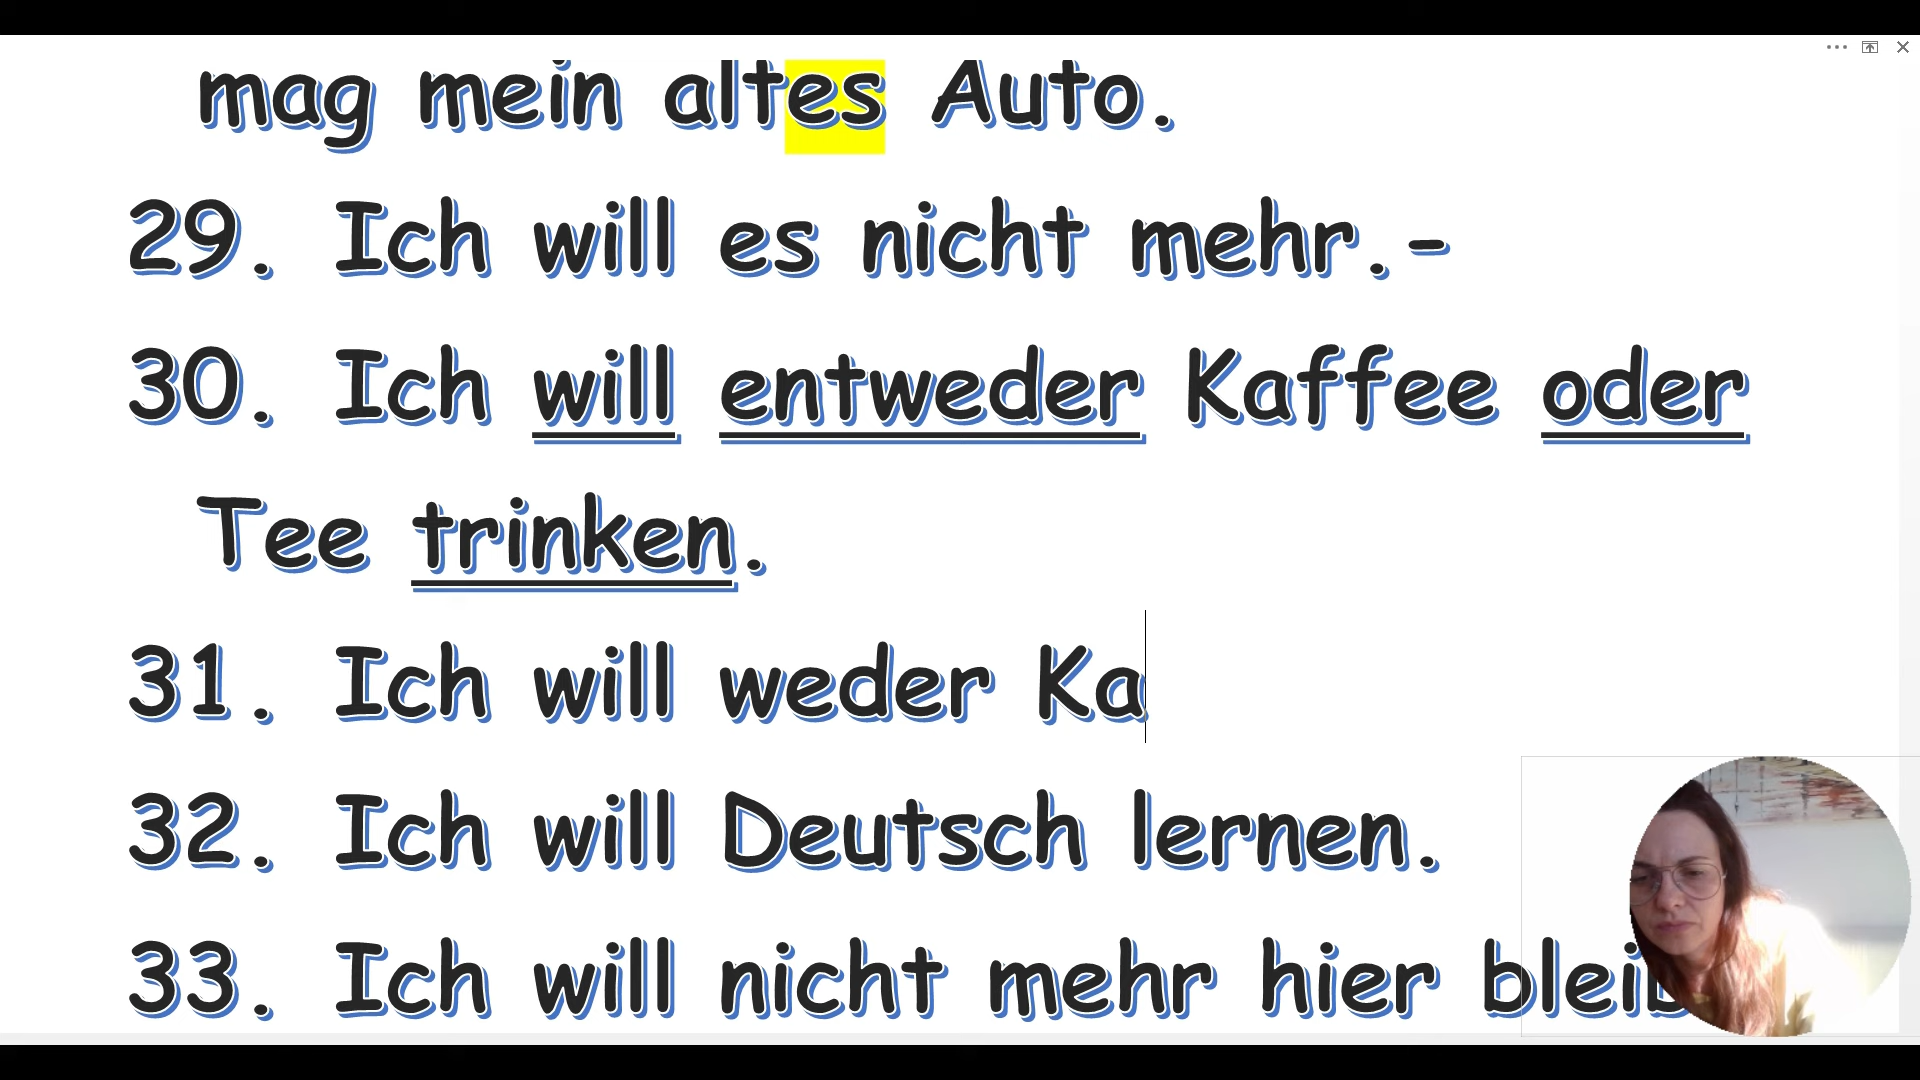 mag mein altes Auto.
29. Ich will es nicht mehr.-
30. Ich will entweder Kaffee oder
Tee trinken.
31. Ich will weder Ka
32. Ich will Deutsch lernen.
33. Ich will nicht mehr hier